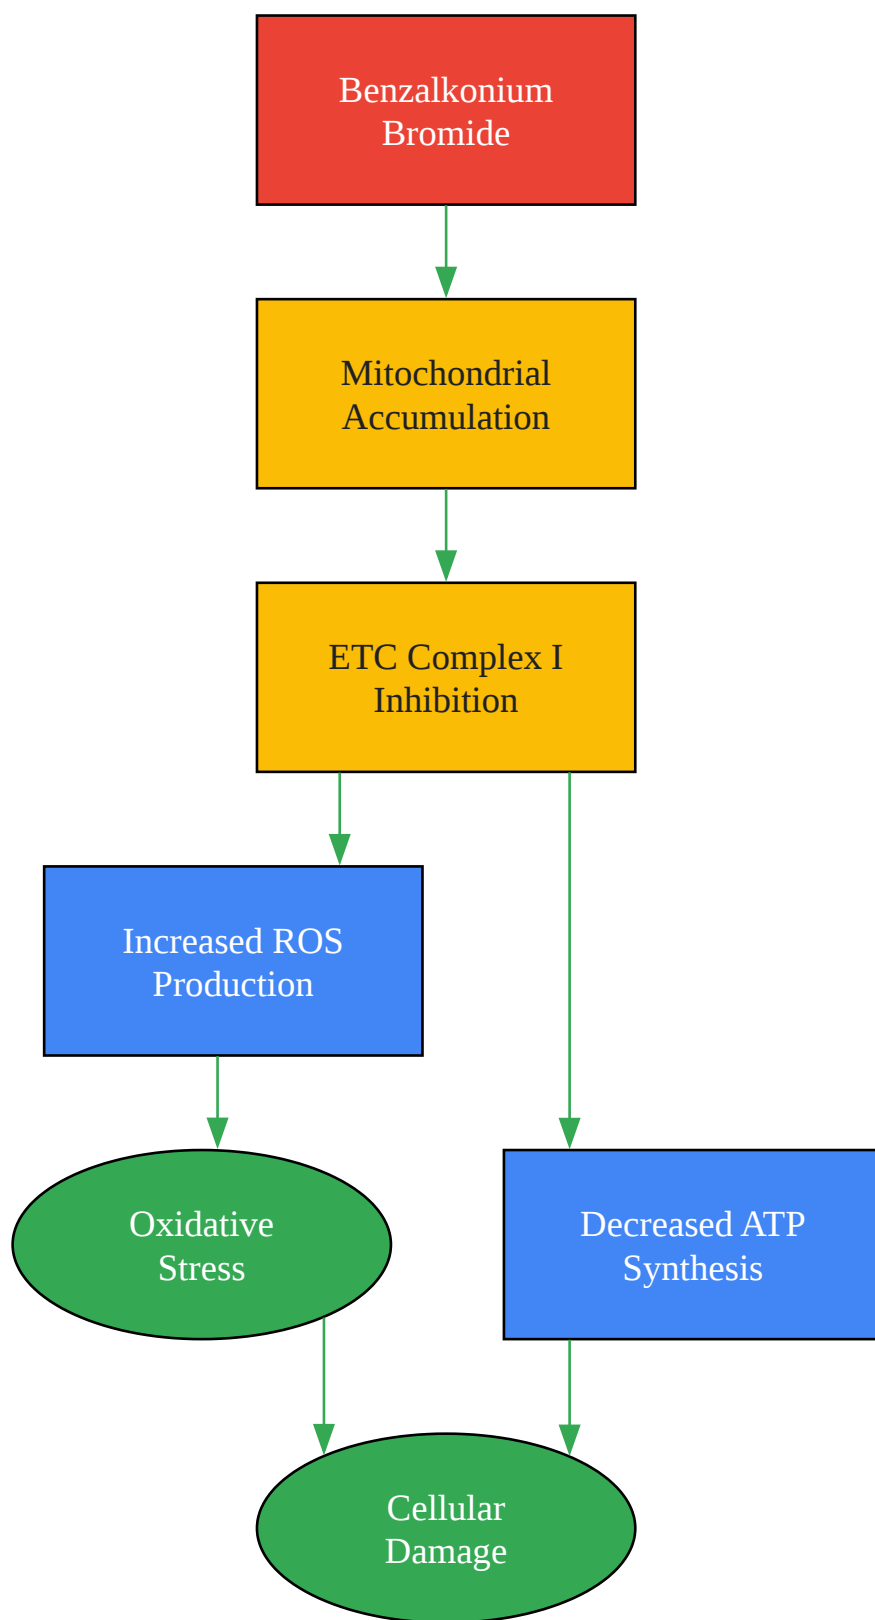 Benzalkonium
Bromide
Mitochondrial
Accumulation
ETC Complex I
Inhibition
Increased ROS
Production
Oxidative
Stress
Decreased ATP
Synthesis
Cellular
Damage